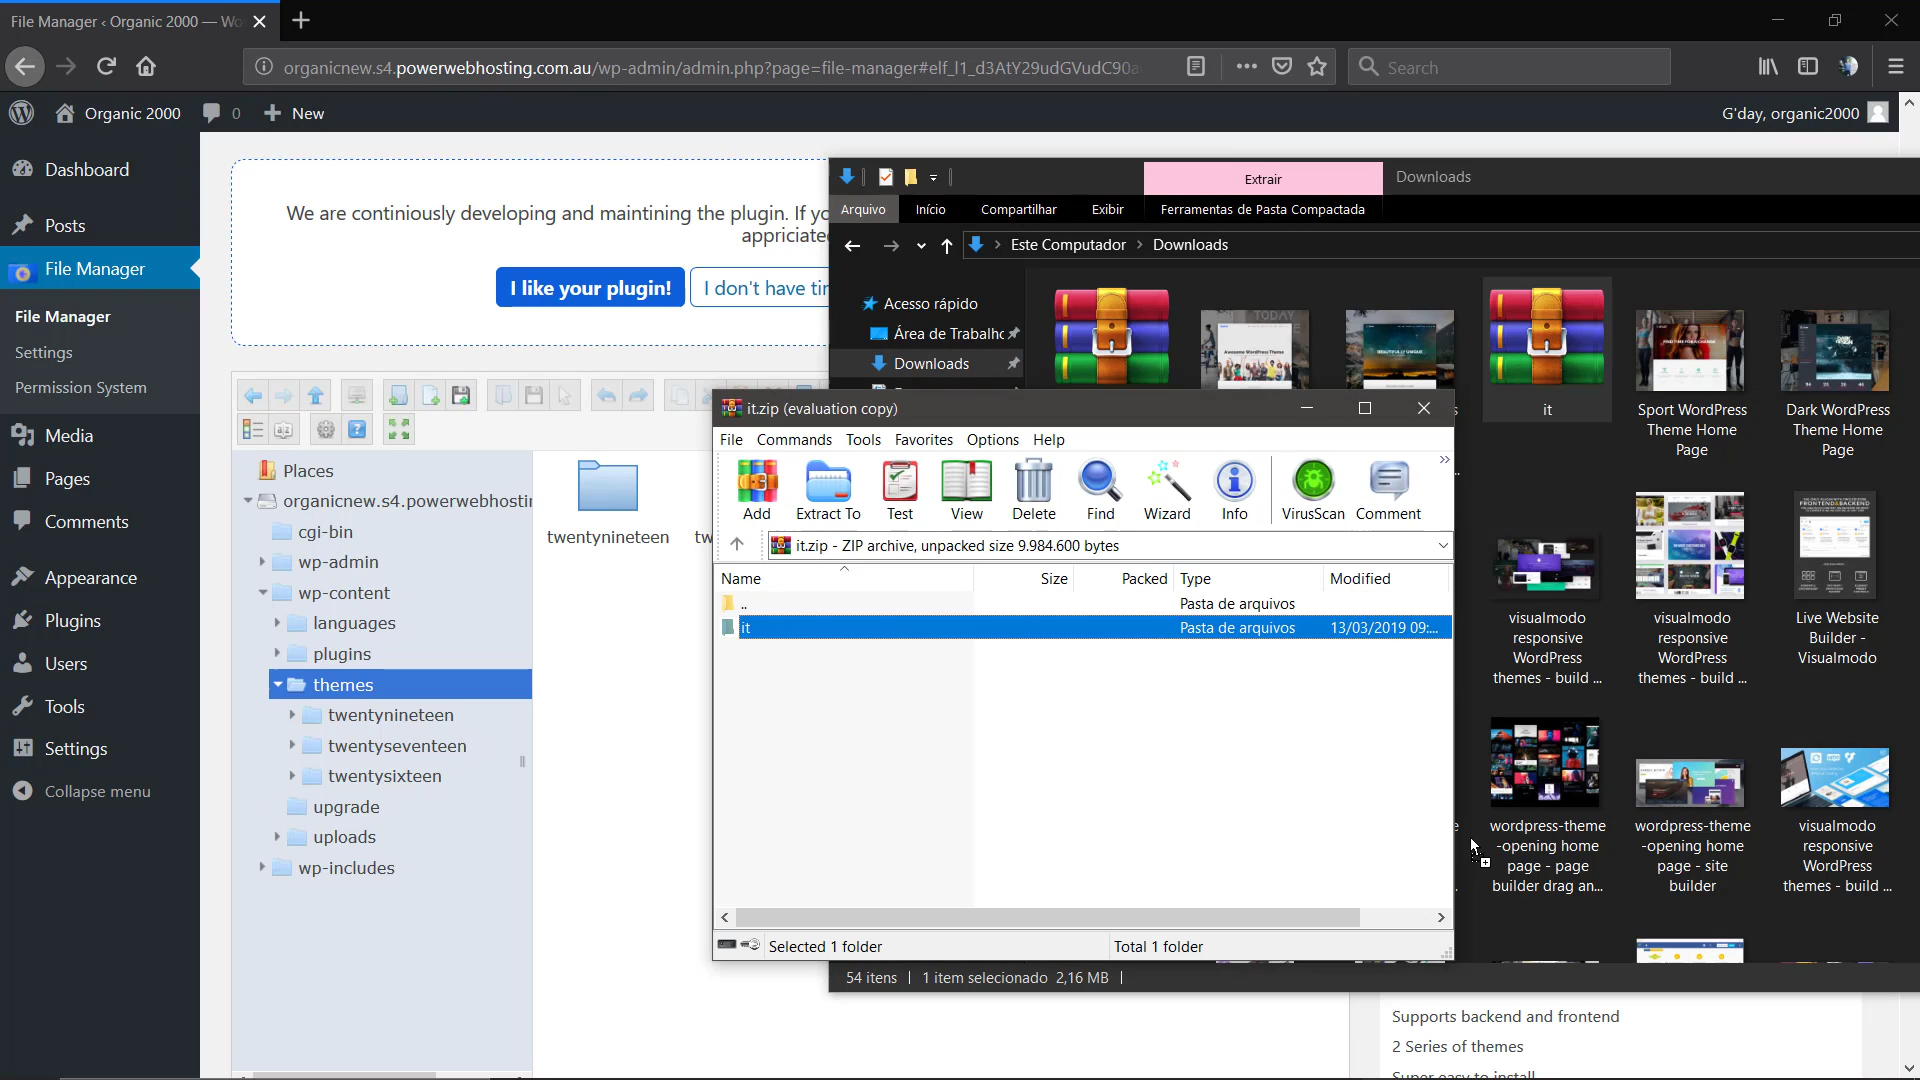 File Manager ‹ Organic 2000 — Wo
organicnew.s4.powerwebhosting.com.au/wp-admin/admin.php?page=file-manager#elf_l1_d3AtY29udGVudC90a
Search
Organic 2000
0
New
G'day, organic2000
Dashboard
Posts
File Manager
File Manager
Settings
Permission System
Media
Pages
Comments
Appearance
Plugins
Users
Tools
Settings
Collapse menu
We are continiously developing and maintining the plugin. If yo
appriciate
I like your plugin!
I don't have tir
Places
organicnew.s4.powerwebhostir
cgi-bin
wp-admin
wp-content
languages
plugins
themes
twentynineteen
twentyseventeen
twentysixteen
upgrade
uploads
wp-includes
twentynineteen
tw
Extrair
Downloads
Arquivo
Início
Compartilhar
Exibir
Ferramentas de Pasta Compactada
Este Computador
Downloads
Acesso rápido
Área de Trabalhc
Downloads
it
Sport WordPress
Theme Home
Page
Dark WordPress
Theme Home
Page
visualmodo
responsive
WordPress
themes - build ...
visualmodo
responsive
WordPress
themes - build ...
Live Website
Builder -
Visualmodo
wordpress-theme
-opening home
page - page
builder drag an...
wordpress-theme
-opening home
page - site
builder
visualmodo
responsive
WordPress
themes - build ...
54 itens
1 item selecionado 2,16 MB
it.zip (evaluation copy)
File
Commands
Tools
Favorites
Options
Help
Add
Extract To
Test
View
Delete
Find
Wizard
Info
VirusScan
Comment
it.zip - ZIP archive, unpacked size 9.984.600 bytes
Name
Size
Packed
Type
Modified
..
Pasta de arquivos
it
Pasta de arquivos
13/03/2019 09:...
Selected 1 folder
Total 1 folder
Supports backend and frontend
2 Series of themes
Super easy to install